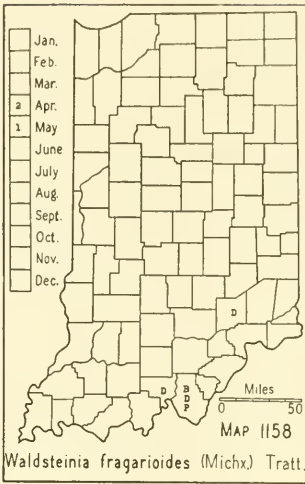 Jan.
Feb.
Mar.
2 Apr.
1 May
June
July
Aug.
Sept.
Oct.
Nov.
Dec.
D
D
B
D
P
Miles
0 50
MAP 1158
Waldsteinia fragarioides (Michx.) Tratt.